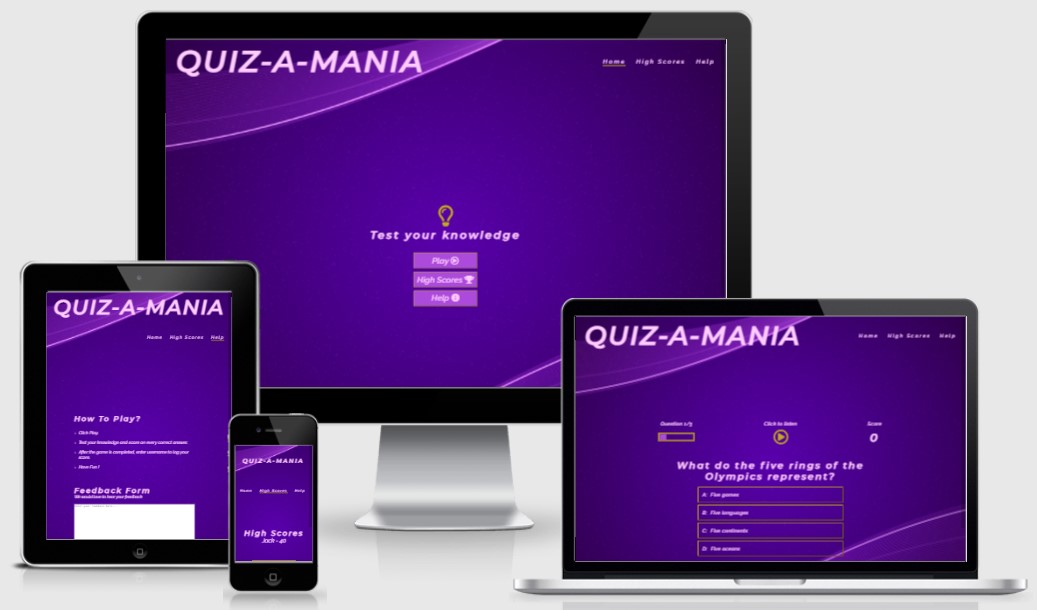 QUIZ-A-MANIA
Home High Scores Help
Test your knowledge
Play
High Scores
Help
QUIZ-A-MANIA
Home High Scores Help
How To Play?
Click Play.
Test your knowledge and score on every correct answer.
After the game is completed, enter username to log your
score.
Have Fun !
Feedback Form
We would love to hear your feedback
QUIZ-A-MANIA
Home High Scores Help
High Scores
QUIZ-A-MANIA
Home High Scores Help
Question 1/5 Click to listen Score
0
What do the five rings of the
Olympics represent?
A: Five games
B: Five languages
C: Five continents
D: Five oceans